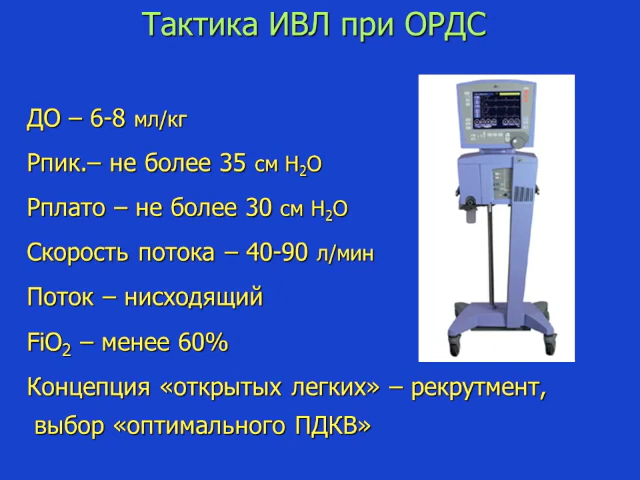 Тактика ИВЛ при ОРДС
ДО – 6-8 мл/кг
Рпик.– не более 35 см H₂O
Рплато – не более 30 см H₂O
Скорость потока – 40-90 л/мин
Поток – нисходящий
FiO₂ – менее 60%
Концепция «открытых легких» – рекрутмент,
выбор «оптимального ПДКВ»